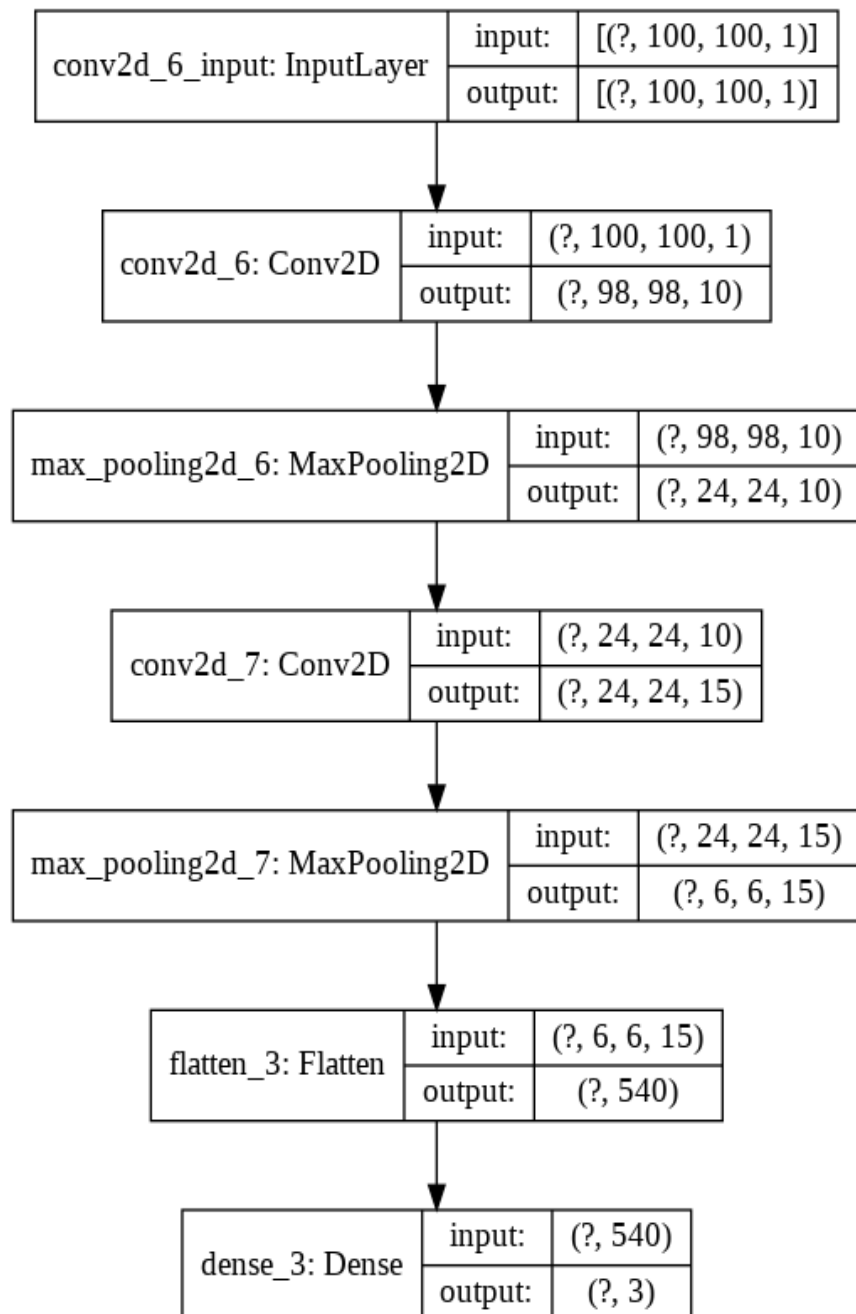 conv2d_6_input: InputLayer
input: [(?, 100, 100, 1)]
output: [(?, 100, 100, 1)]
conv2d_6: Conv2D
input: (?, 100, 100, 1)
output: (?, 98, 98, 10)
max_pooling2d_6: MaxPooling2D
input: (?, 98, 98, 10)
output: (?, 24, 24, 10)
conv2d_7: Conv2D
input: (?, 24, 24, 10)
output: (?, 24, 24, 15)
max_pooling2d_7: MaxPooling2D
input: (?, 24, 24, 15)
output: (?, 6, 6, 15)
flatten_3: Flatten
input: (?, 6, 6, 15)
output: (?, 540)
dense_3: Dense
input: (?, 540)
output: (?, 3)